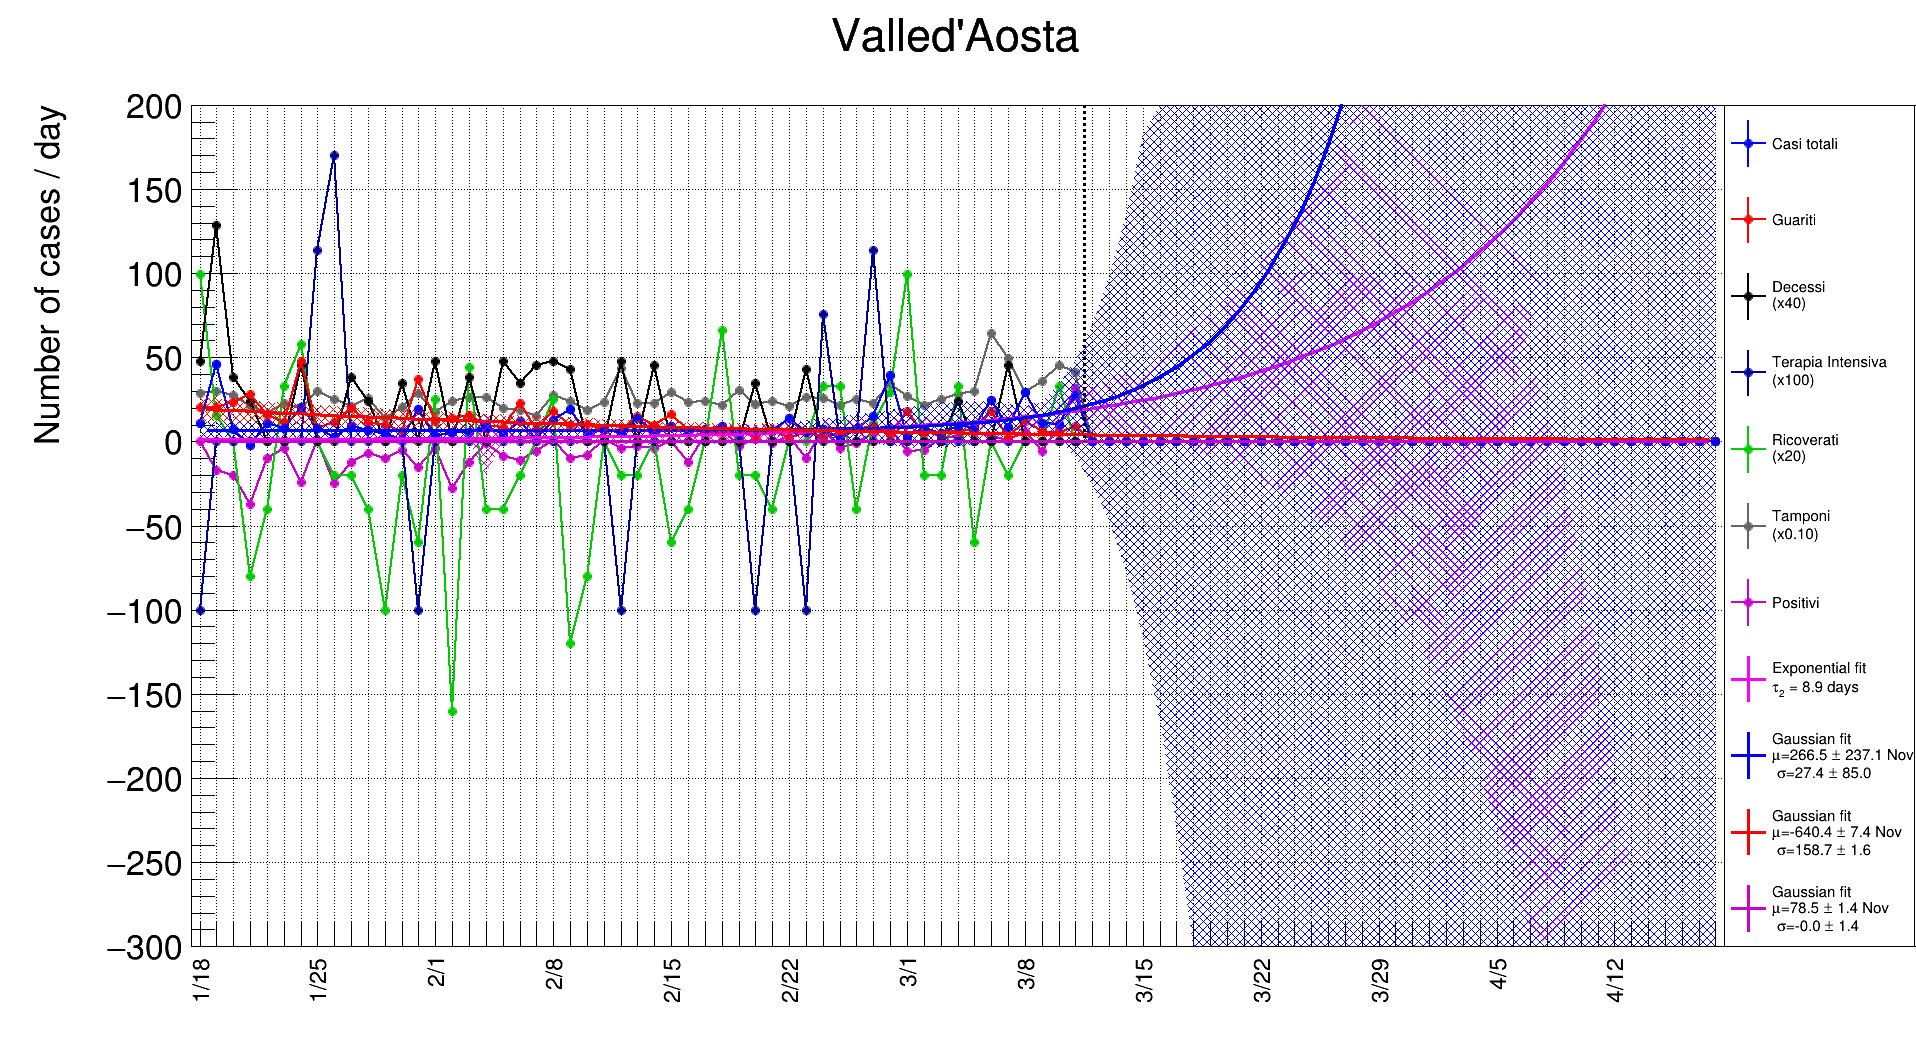 Valled'Aosta
Number of cases / day
200
150
100
50
0
−50
−100
−150
−200
−250
−300
1/18
1/25
2/1
2/8
2/15
2/22
3/1
3/8
3/15
3/22
3/29
4/5
4/12
Casi totali
Guariti
Decessi
(x40)
Terapia Intensiva
(x100)
Ricoverati
(x20)
Tamponi
(x0.10)
Positivi
Exponential fit
τ2 = 8.9 days
Gaussian fit
μ=266.5 ± 237.1 Nov
σ=27.4 ± 85.0
Gaussian fit
μ=-640.4 ± 7.4 Nov
σ=158.7 ± 1.6
Gaussian fit
μ=78.5 ± 1.4 Nov
σ=-0.0 ± 1.4